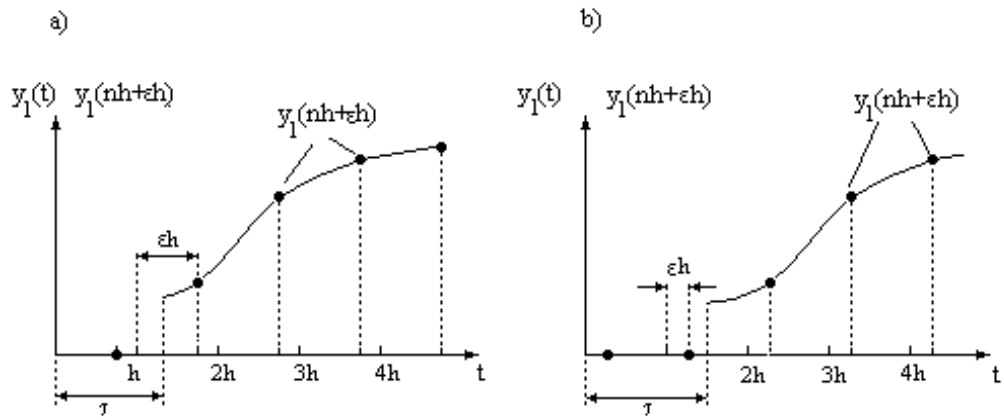 a)
y₁(t) y₁(nh+εh)
y₁(nh+εh)
εh
h 2h 3h 4h t
τ
b)
y₁(t) y₁(nh+εh)
y₁(nh+εh)
εh
2h 3h 4h t
τ